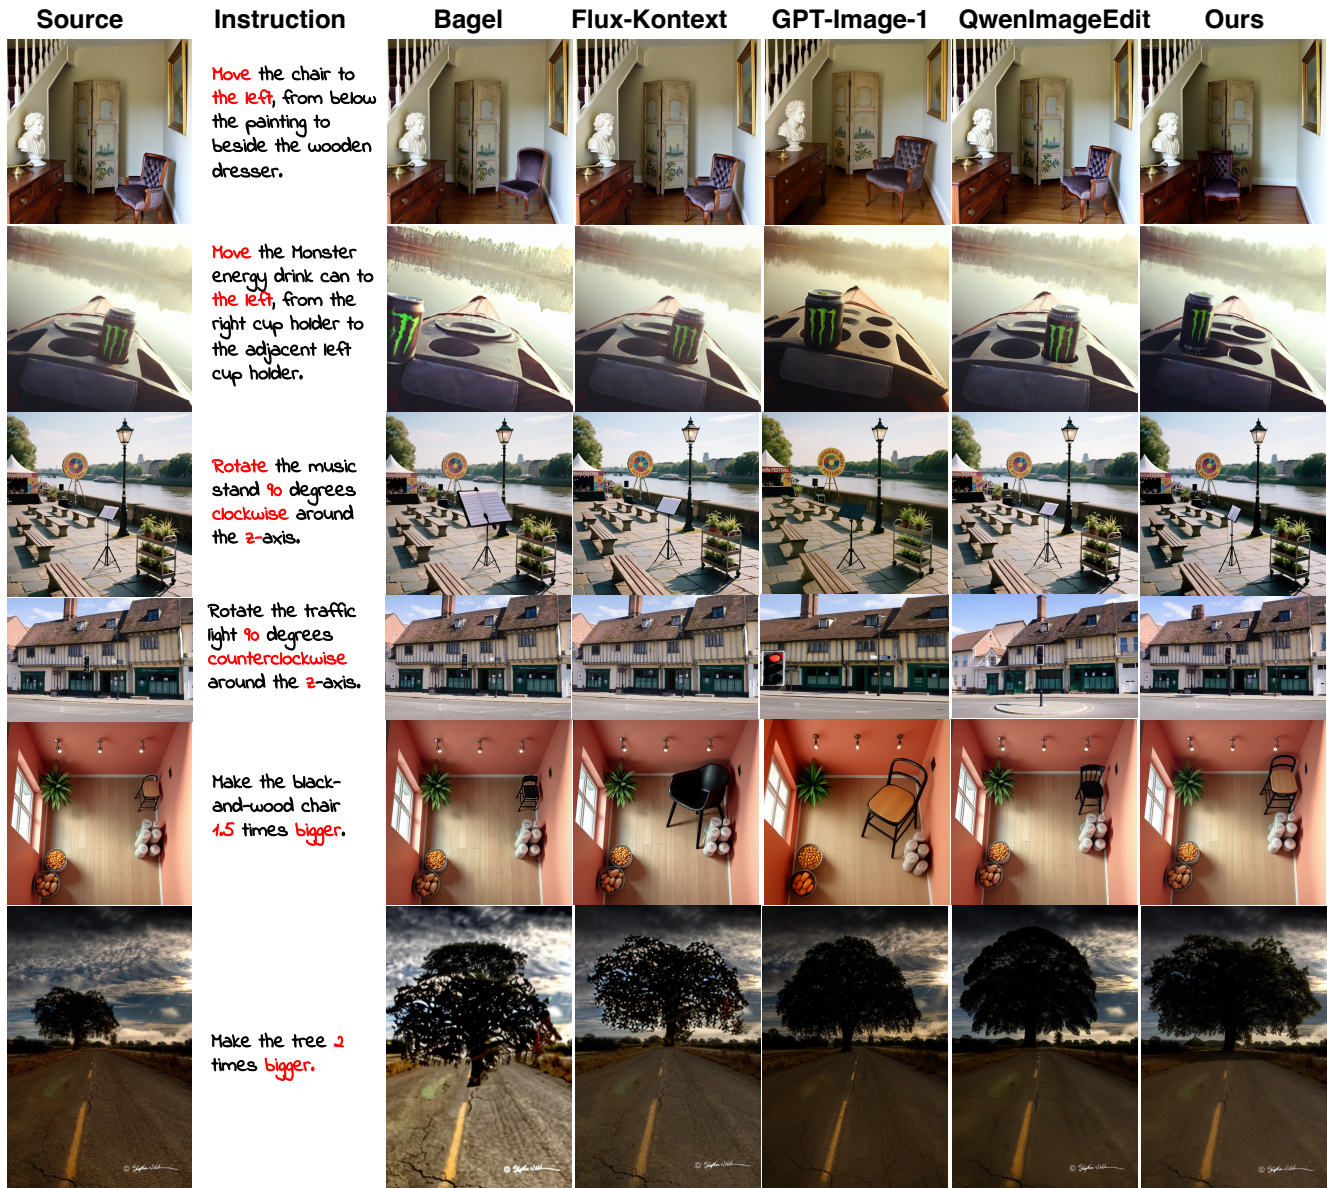 Source Instruction Bagel Flux-Kontext GPT-Image-1 QwenImageEdit Ours
Move the chair to
the left, from below
the painting to
beside the wooden
dresser.
Move the Monster
energy drink can to
the left, from the
right cup holder to
the adjacent left
cup holder.
Rotate the music
stand 90 degrees
clockwise around
the z-axis.
Rotate the traffic
light 90 degrees
counterclockwise
around the z-axis.
Make the black-
and-wood chair
1.5 times bigger.
Make the tree 2
times bigger.